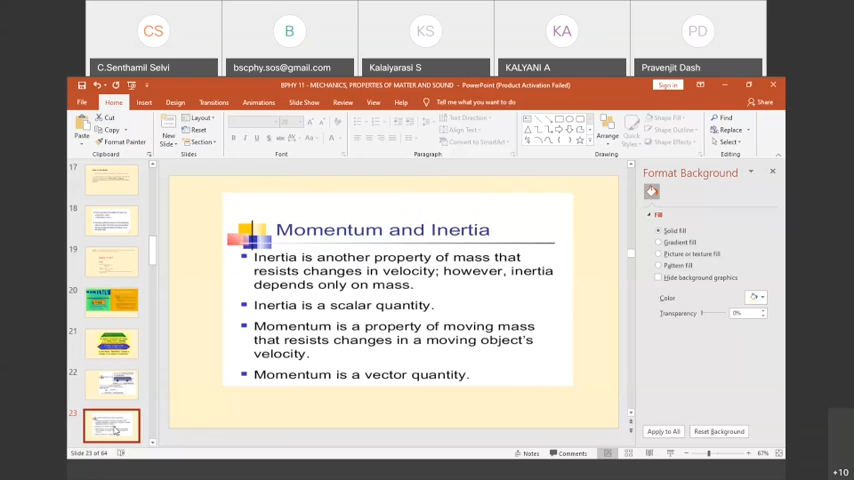 CS
B
KS
KA
PD
C.Senthamil Selvi
bscphy.sos@gmail.com
Kalaiyarasi S
KALYANI A
Pravenjit Dash
BPHY 11 - MECHANICS, PROPERTIES OF MATTER AND SOUND - PowerPoint (Product Activation Failed)
Sign in
File Home Insert Design Transitions Animations Slide Show Review View Help Tell me what you want to do Share
Paste
Cut
Copy
Format Painter
Clipboard
New
Slide
Layout
Reset
Section
Slides
Font
Text Direction
Align Text
Convert to SmartArt
Paragraph
Arrange
Quick
Styles
Shape Fill
Shape Outline
Shape Effects
Drawing
Find
Replace
Select
Editing
17
18
19
20
21
22
23
Momentum and Inertia
Inertia is another property of mass that
resists changes in velocity; however, inertia
depends only on mass.
Inertia is a scalar quantity.
Momentum is a property of moving mass
that resists changes in a moving object's
velocity.
Momentum is a vector quantity.
Format Background
Fill
Solid fill
Gradient fill
Picture or texture fill
Pattern fill
Hide background graphics
Color
Transparency
0%
Apply to All
Reset Background
Slide 23 of 64
Notes
Comments
67%
+10